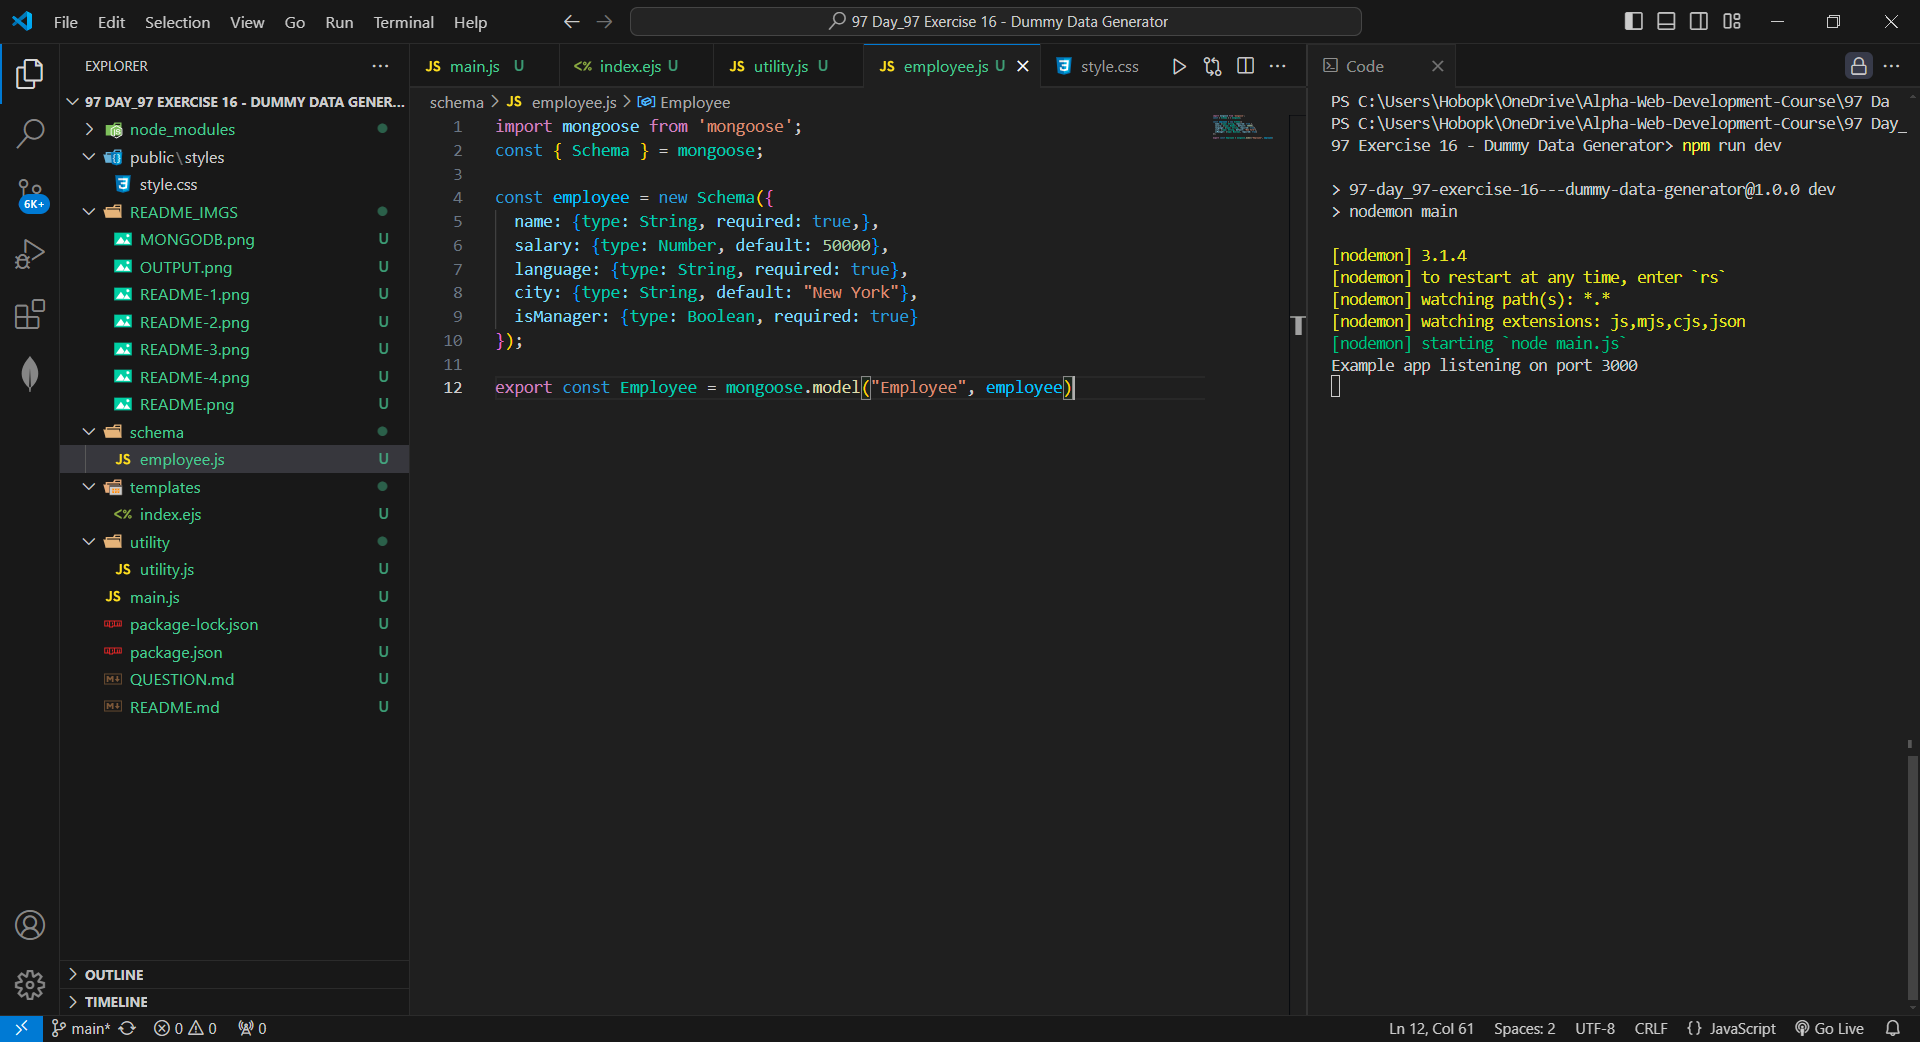 File Edit Selection View Go Run Terminal Help
97 Day_97 Exercise 16 - Dummy Data Generator
EXPLORER
97 DAY_97 EXERCISE 16 - DUMMY DATA GENER...
node_modules
public\styles
style.css
README_IMGS
MONGODB.png U
OUTPUT.png U
README-1.png U
README-2.png U
README-3.png U
README-4.png U
README.png U
schema
JS employee.js U
templates
<% index.ejs U
utility
JS utility.js U
JS main.js U
package-lock.json U
package.json U
QUESTION.md U
README.md U
OUTLINE
TIMELINE
6K+
JS main.js U
<% index.ejs U
JS utility.js U
JS employee.js U
style.css
schema > JS employee.js > Employee
1 import mongoose from 'mongoose';
2 const { Schema } = mongoose;
3
4 const employee = new Schema({
5 name: {type: String, required: true,},
6 salary: {type: Number, default: 50000},
7 language: {type: String, required: true},
8 city: {type: String, default: "New York"},
9 isManager: {type: Boolean, required: true}
10 });
11
12 export const Employee = mongoose.model("Employee", employee)
Code
PS C:\Users\Hobopk\OneDrive\Alpha-Web-Development-Course\97 Da
PS C:\Users\Hobopk\OneDrive\Alpha-Web-Development-Course\97 Day_
97 Exercise 16 - Dummy Data Generator> npm run dev
> 97-day_97-exercise-16---dummy-data-generator@1.0.0 dev
> nodemon main
[nodemon] 3.1.4
[nodemon] to restart at any time, enter `rs`
[nodemon] watching path(s): *.*
[nodemon] watching extensions: js,mjs,cjs,json
[nodemon] starting `node main.js`
Example app listening on port 3000
main* 0 0 0
Ln 12, Col 61 Spaces: 2 UTF-8 CRLF {} JavaScript Go Live